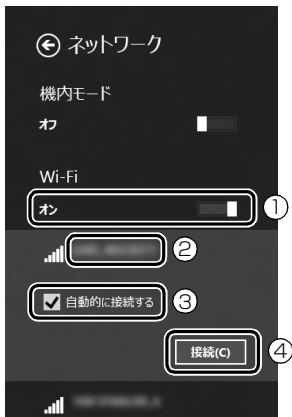 ネットワーク
機内モード
オフ
Wi-Fi
オン
①
②
自動的に接続する
③
接続(C)
④